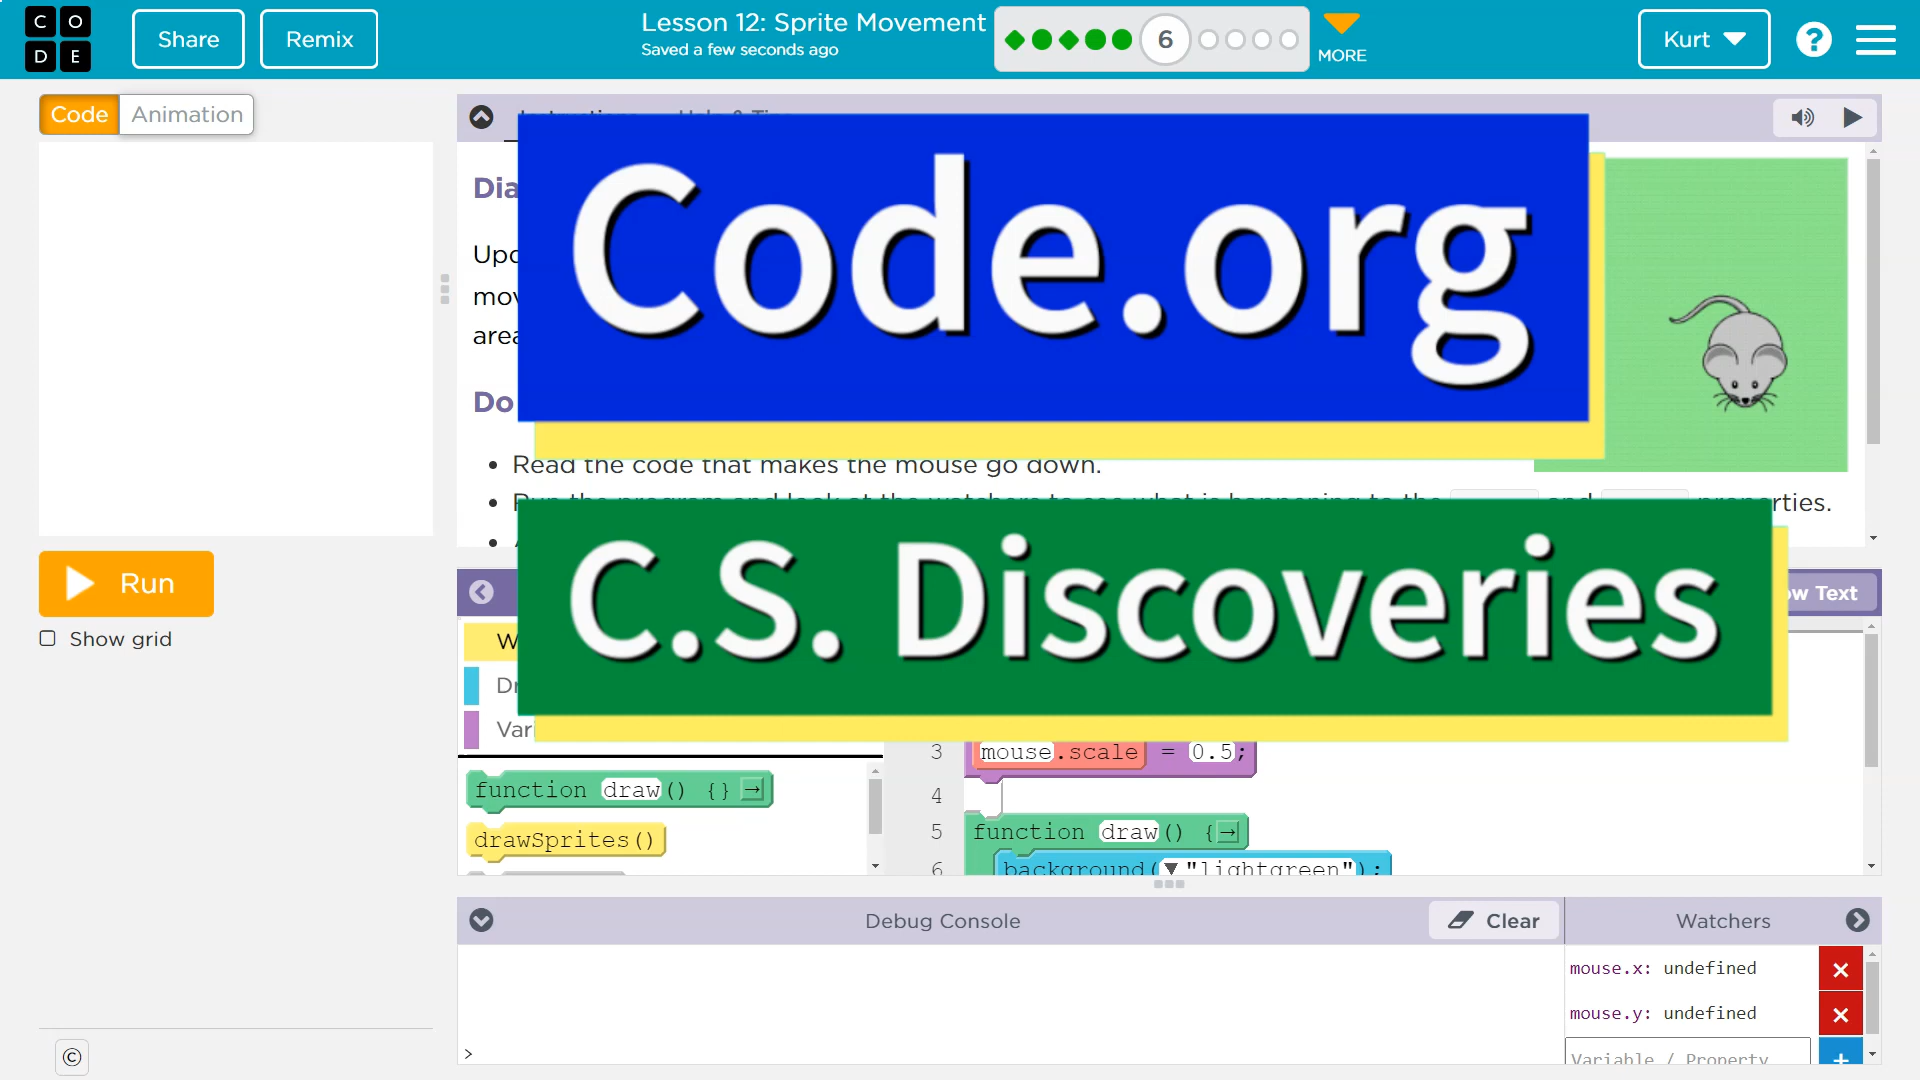 C O
D E
Share
Remix
Lesson 12: Sprite Movement
Saved a few seconds ago
6
MORE
Kurt
?
Code
Animation
Code.org
Do
Read the code that makes the mouse go down.
C.S. Discoveries
Run
Show grid
function draw() {}
drawSprites()
3 mouse.scale = 0.5;
4
5 function draw() {
6 background( "lightgreen");
Debug Console
Clear
Watchers
mouse.x: undefined
mouse.y: undefined
Variable / Property
>
©